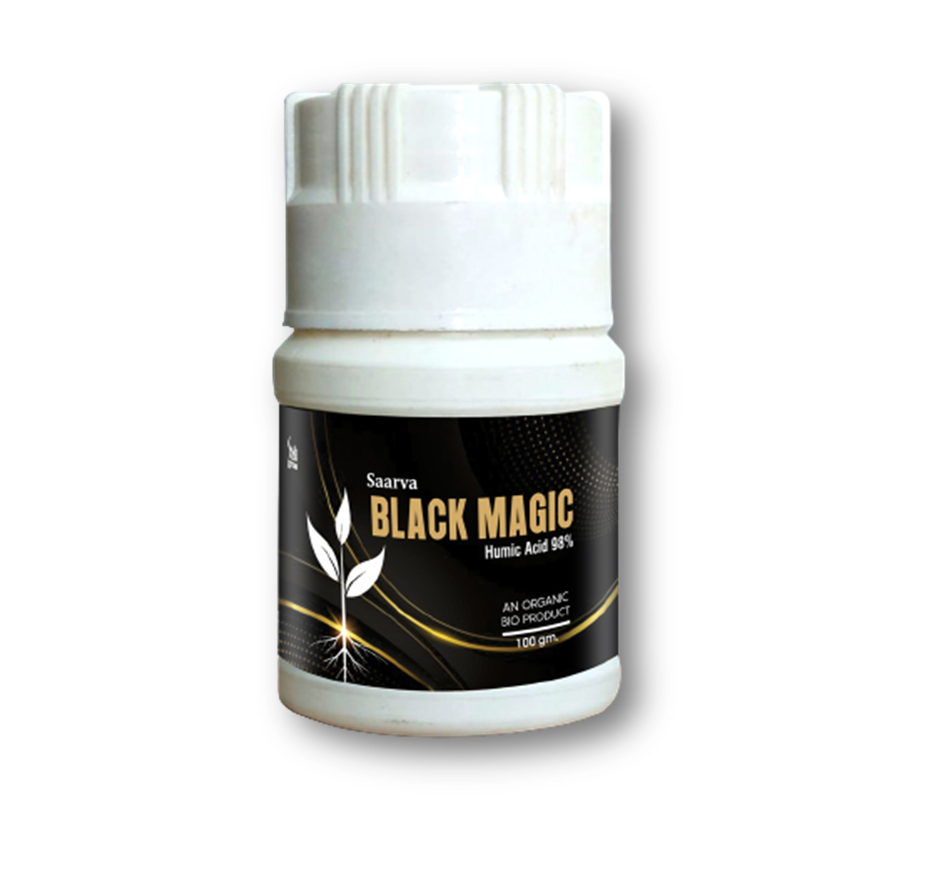 Saarva
BLACK MAGIC
Humic Acid 98%
AN ORGANIC
BIO PRODUCT
100 gm.